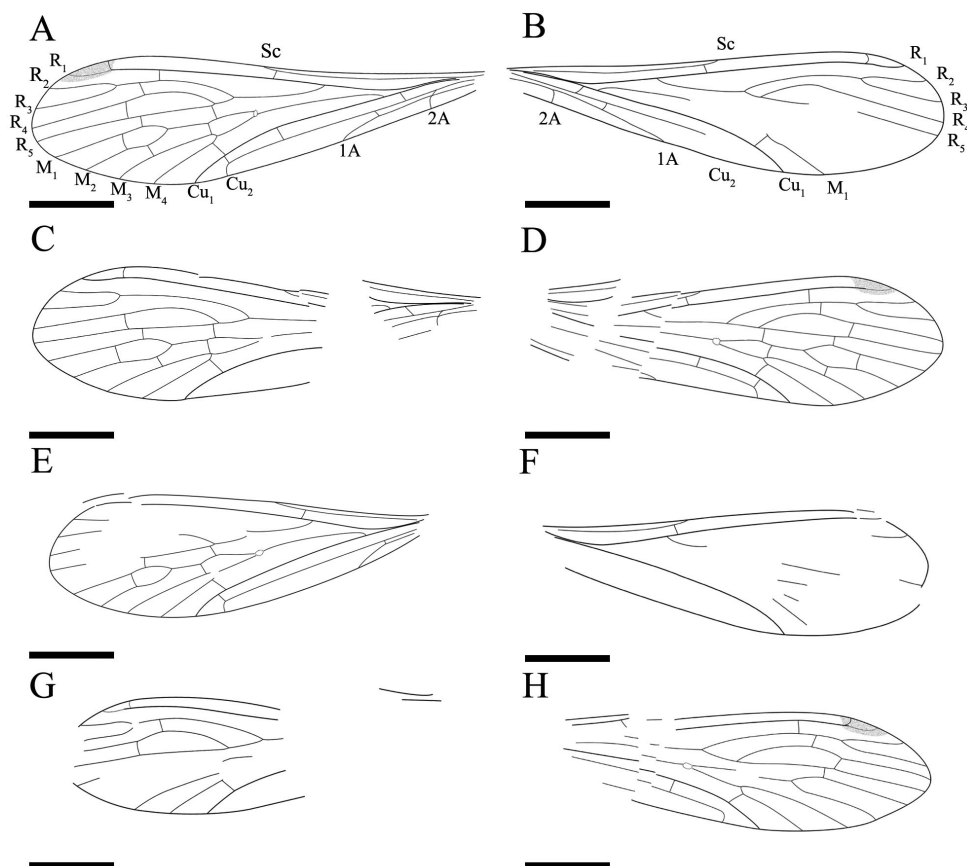 A
Sc
R₁
R₂
R₃
R₄
R₅
M₁
M₂
M₃
M₄
Cu₁
Cu₂
1A
2A
B
Sc
R₁
R₂
R₃
R₄
R₅
2A
1A
Cu₂
Cu₁
M₁
C
D
E
F
G
H